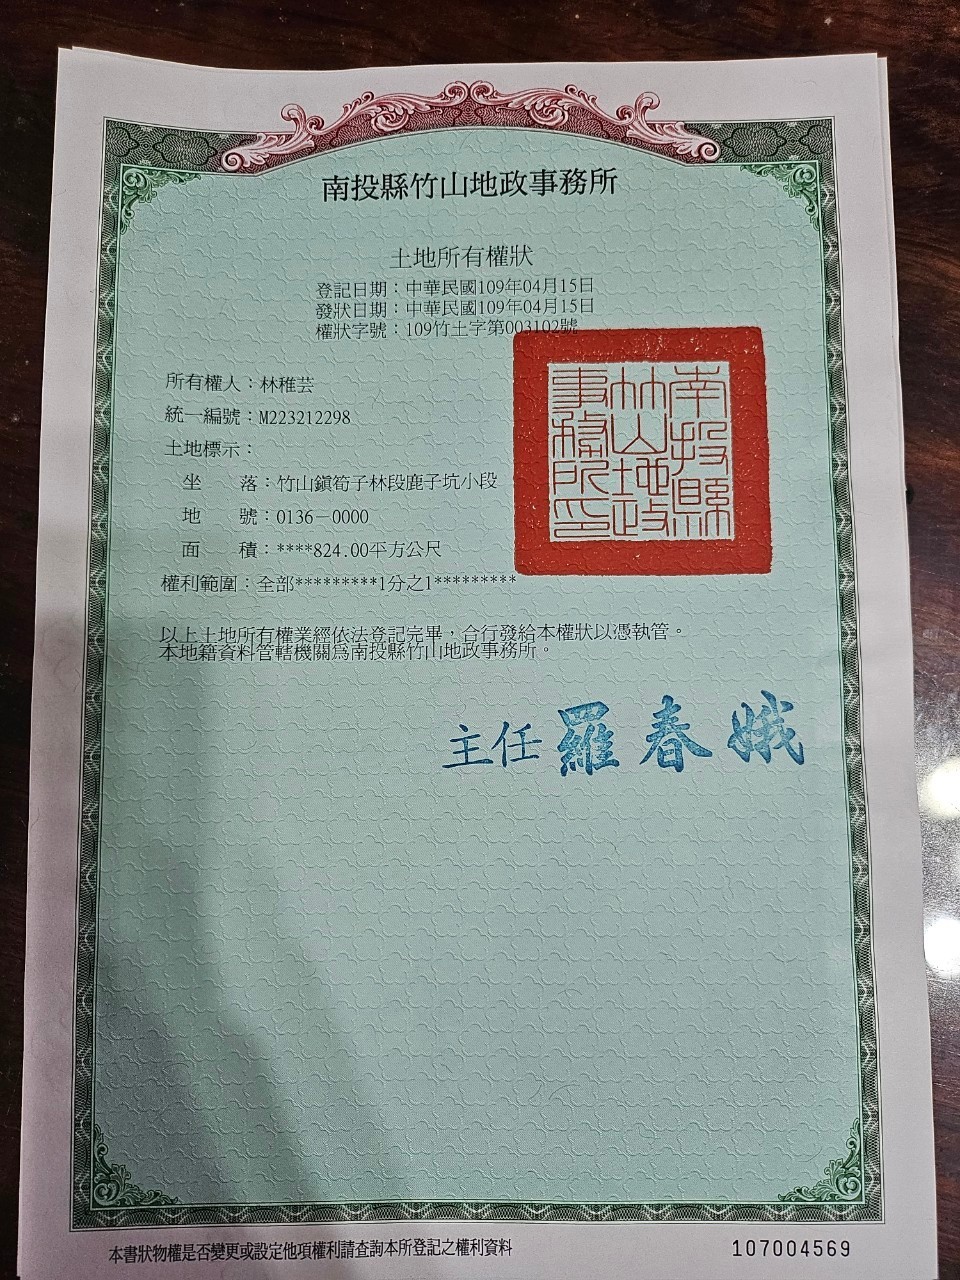 南投縣竹山地政事務所
土地所有權狀
登記日期：中華民國109年04月15日
發狀日期：中華民國109年04月15日
權狀字號：109竹土字第003102號
南投縣竹山地政事務所印
所有權人：林稚芸
統一編號：M223212298
土地標示：
坐　　落：竹山鎮筍子林段鹿子坑小段
地　　號：0136－0000
面　　積：****824.00平方公尺
權利範圍：全部*********1分之1*********
以上土地所有權業經依法登記完畢，合行發給本權狀以憑執管。
本地籍資料管轄機關為南投縣竹山地政事務所。
主任 羅春娥
本書狀物權是否變更或設定他項權利請查詢本所登記之權利資料
107004569